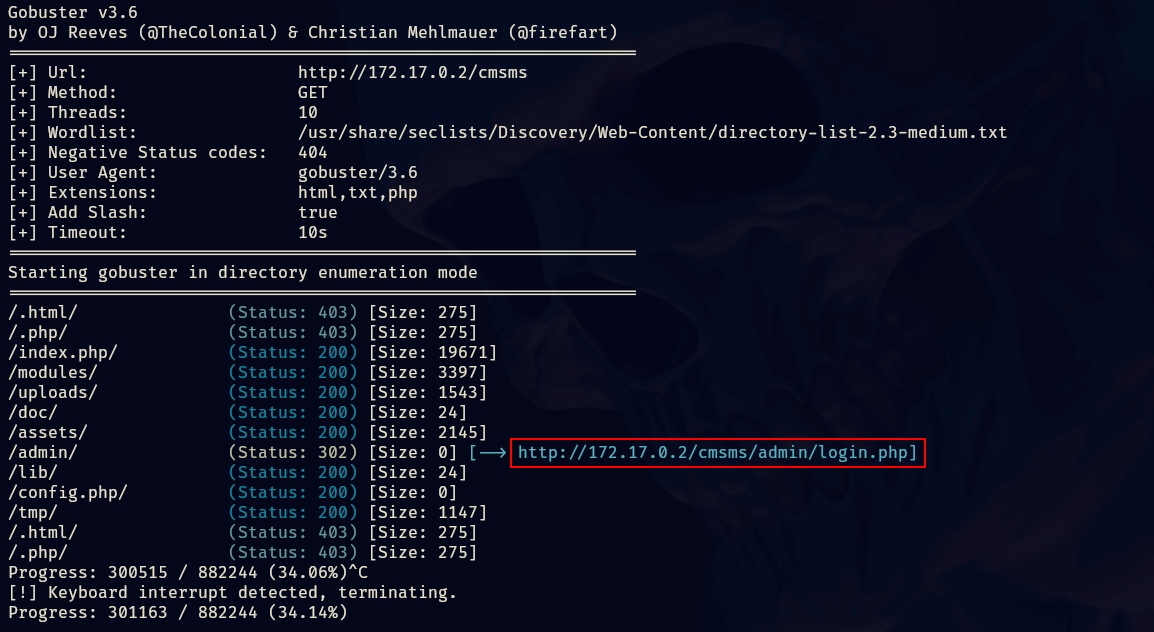 Gobuster v3.6
by OJ Reeves (@TheColonial) & Christian Mehlmauer (@firefart)
[+] Url: http://172.17.0.2/cmsms
[+] Method: GET
[+] Threads: 10
[+] Wordlist: /usr/share/seclists/Discovery/Web-Content/directory-list-2.3-medium.txt
[+] Negative Status codes: 404
[+] User Agent: gobuster/3.6
[+] Extensions: html,txt,php
[+] Add Slash: true
[+] Timeout: 10s
Starting gobuster in directory enumeration mode
/.html/ (Status: 403) [Size: 275]
/.php/ (Status: 403) [Size: 275]
/index.php/ (Status: 200) [Size: 19671]
/modules/ (Status: 200) [Size: 3397]
/uploads/ (Status: 200) [Size: 1543]
/doc/ (Status: 200) [Size: 24]
/assets/ (Status: 200) [Size: 2145]
/admin/ (Status: 302) [Size: 0] [--> http://172.17.0.2/cmsms/admin/login.php]
/lib/ (Status: 200) [Size: 24]
/config.php/ (Status: 200) [Size: 0]
/tmp/ (Status: 200) [Size: 1147]
/.html/ (Status: 403) [Size: 275]
/.php/ (Status: 403) [Size: 275]
Progress: 300515 / 882244 (34.06%)^C
[!] Keyboard interrupt detected, terminating.
Progress: 301163 / 882244 (34.14%)